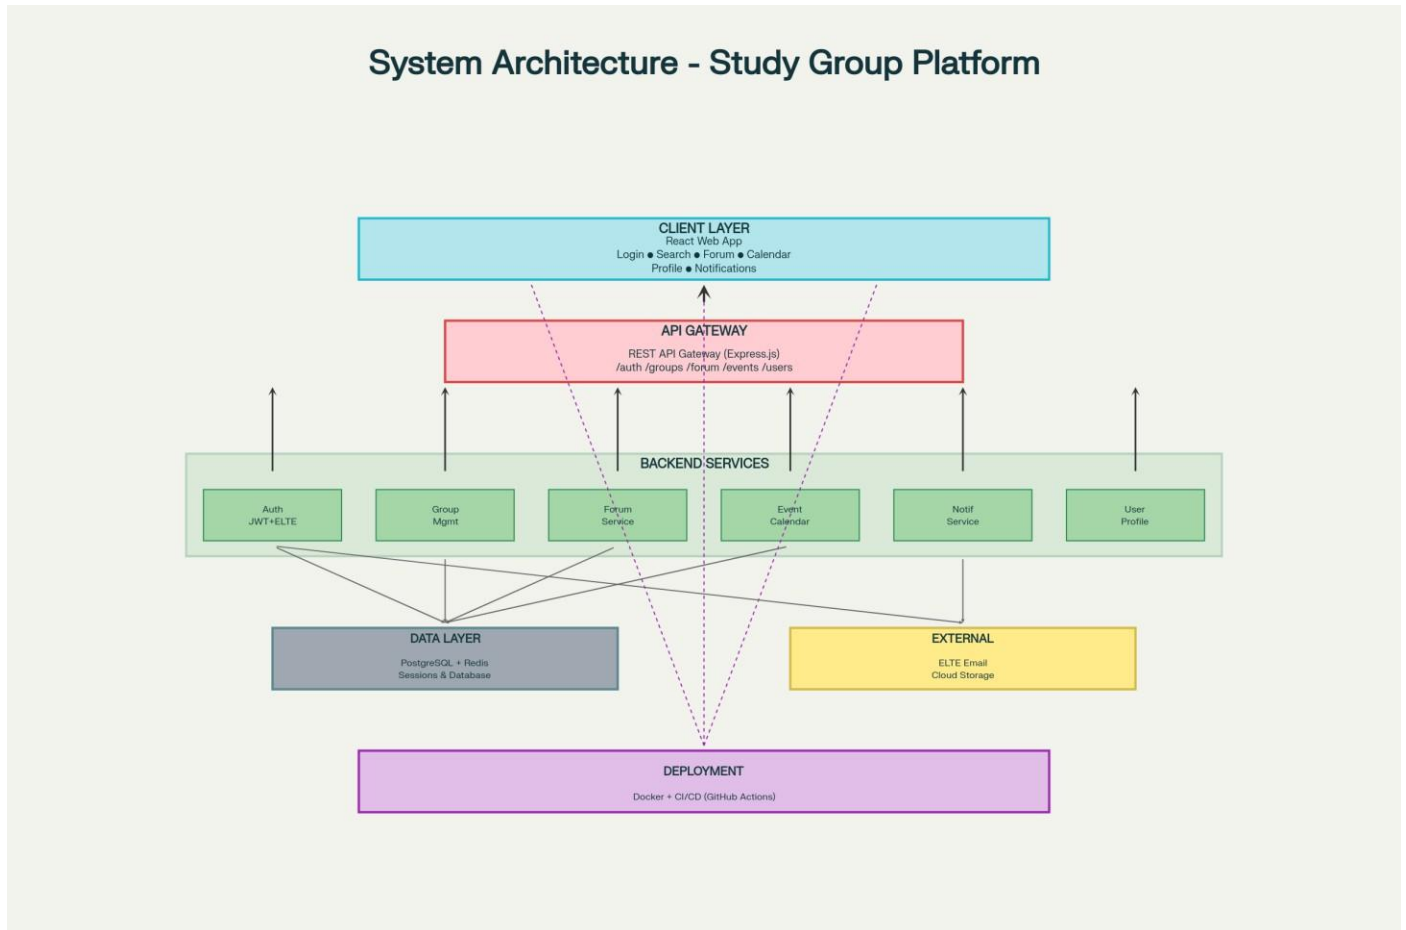 System Architecture - Study Group Platform
CLIENT LAYER
React Web App
Login ● Search ● Forum ● Calendar
Profile ● Notifications
API GATEWAY
REST API Gateway (Express.js)
/auth /groups /forum /events /users
BACKEND SERVICES
Auth
JWT+ELTE
Group
Mgmt
Forum
Service
Event
Calendar
Notif
Service
User
Profile
DATA LAYER
PostgreSQL + Redis
Sessions & Database
EXTERNAL
ELTE Email
Cloud Storage
DEPLOYMENT
Docker + CI/CD (GitHub Actions)